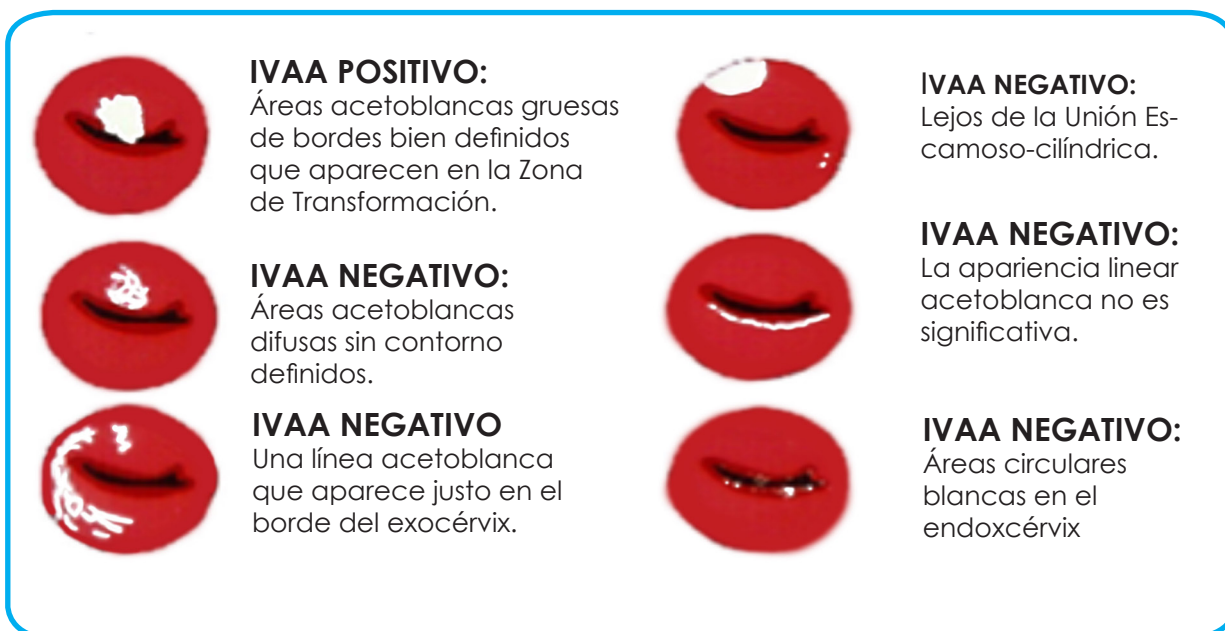 IVAA POSITIVO:
Áreas acetoblancas gruesas
de bordes bien definidos
que aparecen en la Zona
de Transformación.
IVAA NEGATIVO:
Áreas acetoblancas
difusas sin contorno
definidos.
IVAA NEGATIVO
Una línea acetoblanca
que aparece justo en el
borde del exocérvix.
IVAA NEGATIVO:
Lejos de la Unión Es-
camoso-cilíndrica.
IVAA NEGATIVO:
La apariencia linear
acetoblanca no es
significativa.
IVAA NEGATIVO:
Áreas circulares
blancas en el
endoxcérvix